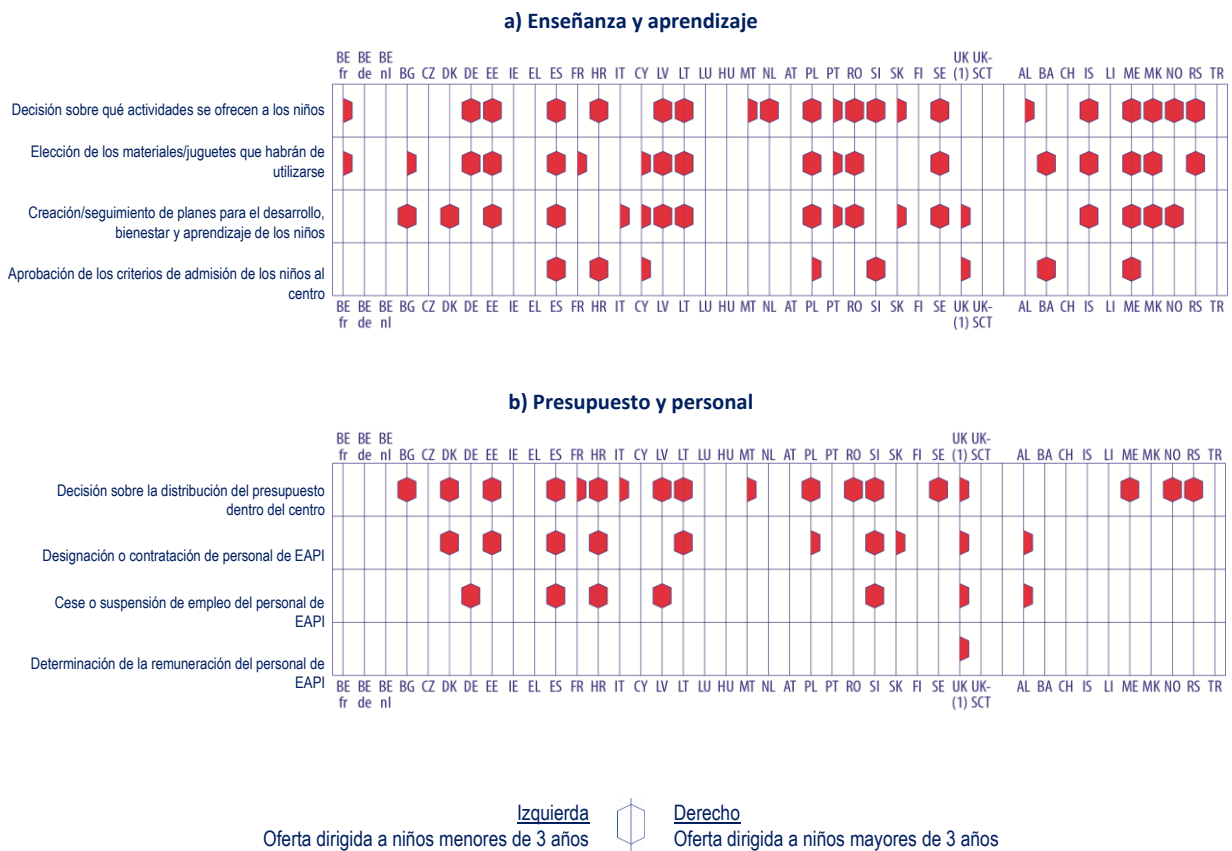 a) Enseñanza y aprendizaje
BE BE BE UK UK-
fr de nl BG CZ DK DE EE IE EL ES FR HR IT CY LV LT LU HU MT NL AT PL PT RO SI SK FI SE (1) SCT AL BA CH IS LI ME MK NO RS TR
Decisión sobre qué actividades se ofrecen a los niños
Elección de los materiales/juguetes que habrán de
utilizarse
Creación/seguimiento de planes para el desarrollo,
bienestar y aprendizaje de los niños
Aprobación de los criterios de admisión de los niños al
centro
BE BE BE BG CZ DK DE EE IE EL ES FR HR IT CY LV LT LU HU MT NL AT PL PT RO SI SK FI SE UK UK- AL BA CH IS LI ME MK NO RS TR
fr de nl (1) SCT
b) Presupuesto y personal
BE BE BE UK UK-
fr de nl BG CZ DK DE EE IE EL ES FR HR IT CY LV LT LU HU MT NL AT PL PT RO SI SK FI SE (1) SCT AL BA CH IS LI ME MK NO RS TR
Decisión sobre la distribución del presupuesto
dentro del centro
Designación o contratación de personal de EAPI
Cese o suspensión de empleo del personal de
EAPI
Determinación de la remuneración del personal de
EAPI
BE BE BE BG CZ DK DE EE IE EL ES FR HR IT CY LV LT LU HU MT NL AT PL PT RO SI SK FI SE UK UK- AL BA CH IS LI ME MK NO RS TR
fr de nl (1) SCT
Izquierda Derecho
Oferta dirigida a niños menores de 3 años Oferta dirigida a niños mayores de 3 años